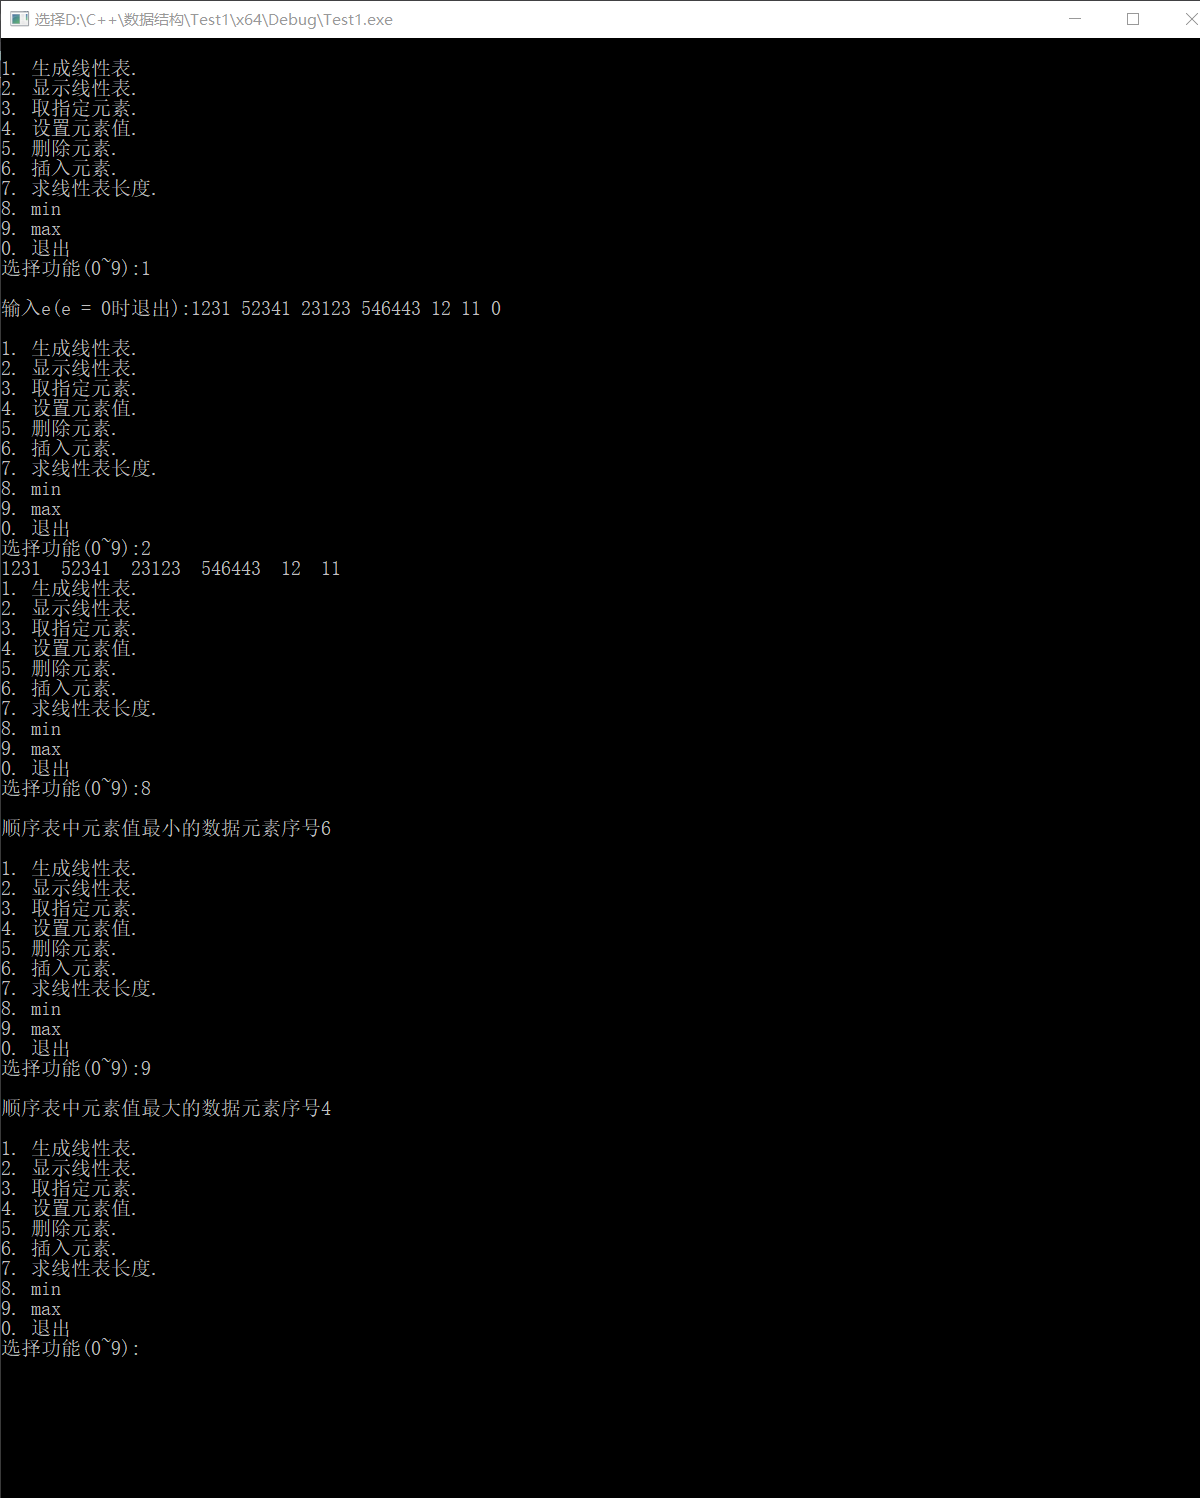 选择D:\C++\数据结构\Test1\x64\Debug\Test1.exe
1. 生成线性表.
2. 显示线性表.
3. 取指定元素.
4. 设置元素值.
5. 删除元素.
6. 插入元素.
7. 求线性表长度.
8. min
9. max
0. 退出
选择功能(0~9):1
输入e(e = 0时退出):1231 52341 23123 546443 12 11 0
1. 生成线性表.
2. 显示线性表.
3. 取指定元素.
4. 设置元素值.
5. 删除元素.
6. 插入元素.
7. 求线性表长度.
8. min
9. max
0. 退出
选择功能(0~9):2
1231  52341  23123  546443  12  11
1. 生成线性表.
2. 显示线性表.
3. 取指定元素.
4. 设置元素值.
5. 删除元素.
6. 插入元素.
7. 求线性表长度.
8. min
9. max
0. 退出
选择功能(0~9):8
顺序表中元素值最小的数据元素序号6
1. 生成线性表.
2. 显示线性表.
3. 取指定元素.
4. 设置元素值.
5. 删除元素.
6. 插入元素.
7. 求线性表长度.
8. min
9. max
0. 退出
选择功能(0~9):9
顺序表中元素值最大的数据元素序号4
1. 生成线性表.
2. 显示线性表.
3. 取指定元素.
4. 设置元素值.
5. 删除元素.
6. 插入元素.
7. 求线性表长度.
8. min
9. max
0. 退出
选择功能(0~9):